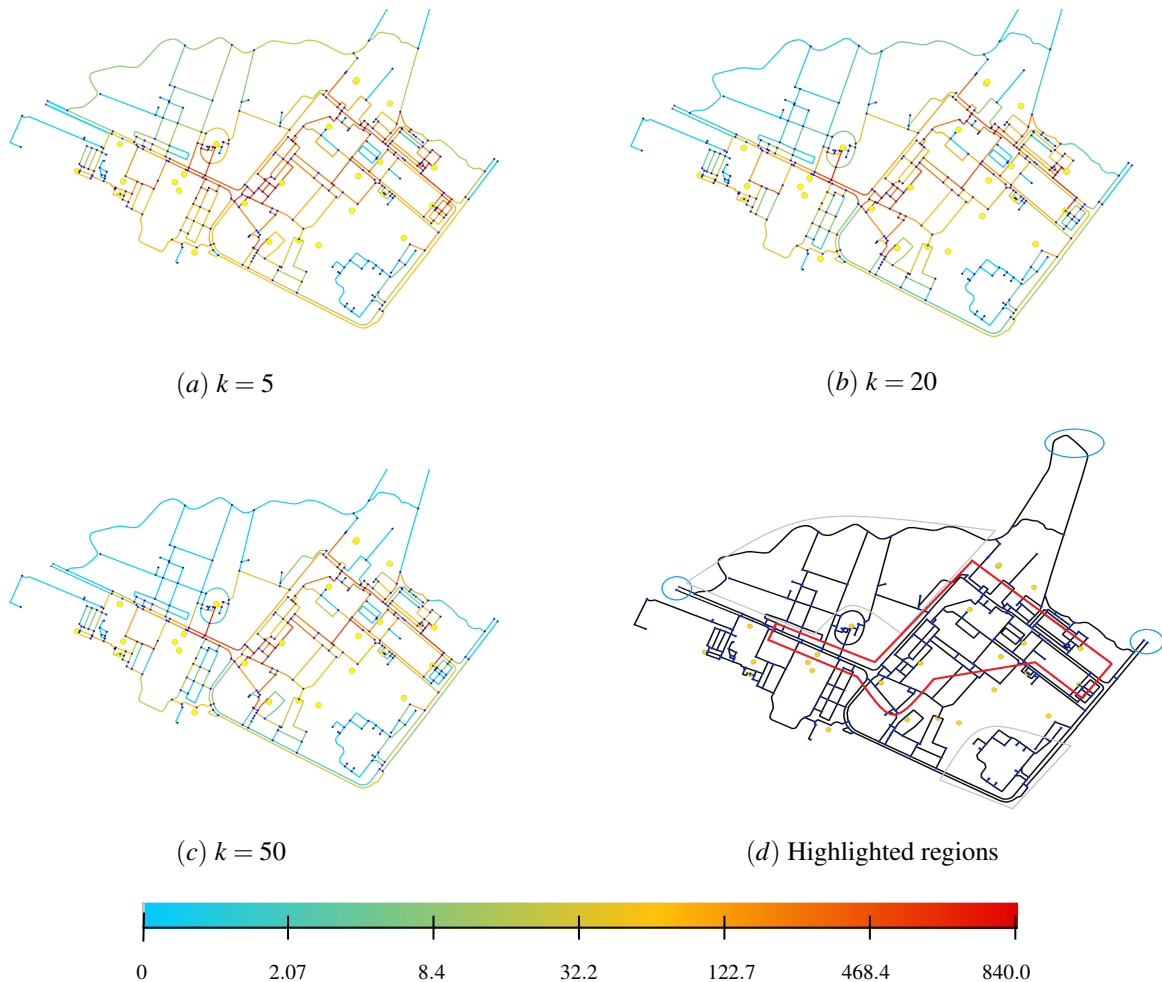 (a) k = 5
(b) k = 20
(c) k = 50
(d) Highlighted regions
0 2.07 8.4 32.2 122.7 468.4 840.0